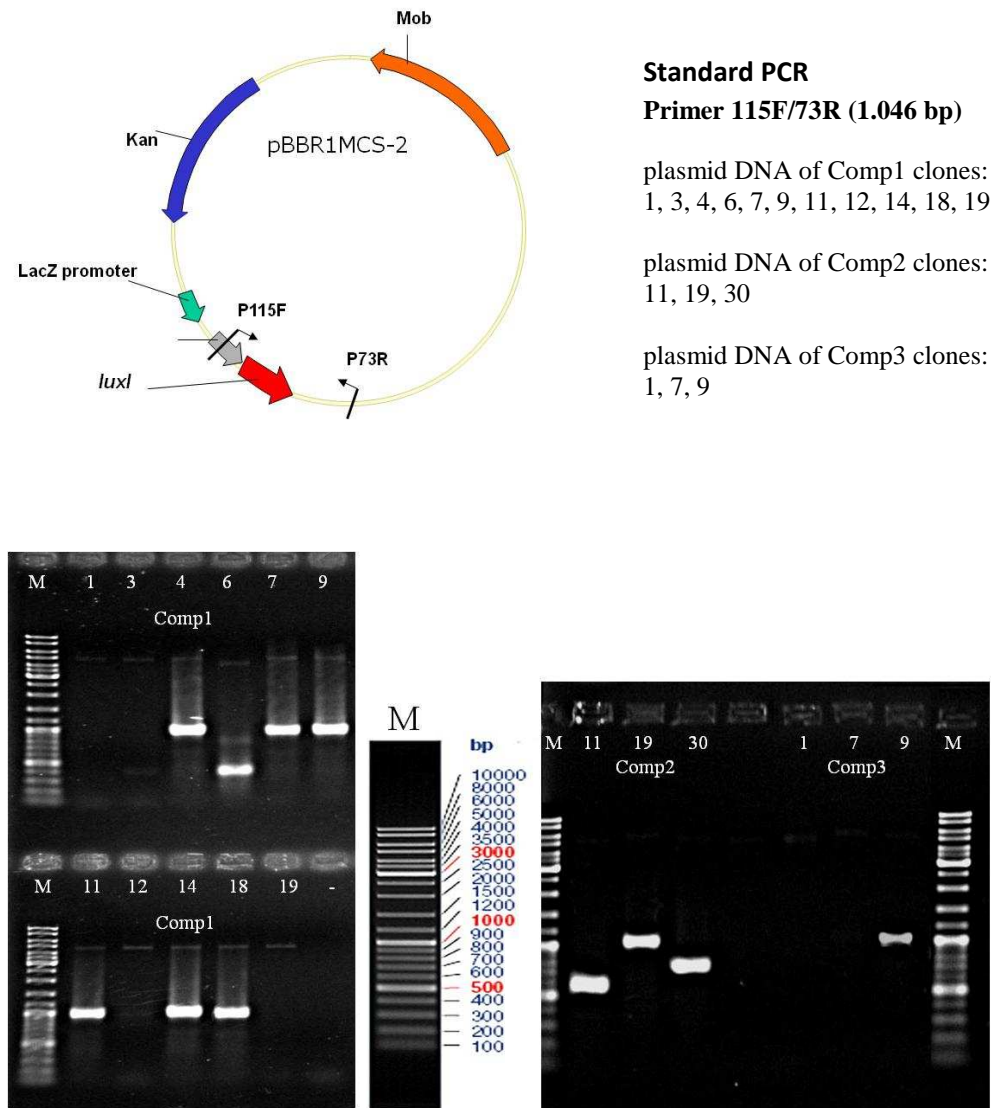 Mob
Kan
pBBR1MCS-2
LacZ promoter
P115F
P73R
luxI
Standard PCR
Primer 115F/73R (1.046 bp)
plasmid DNA of Comp1 clones:
1, 3, 4, 6, 7, 9, 11, 12, 14, 18, 19
plasmid DNA of Comp2 clones:
11, 19, 30
plasmid DNA of Comp3 clones:
1, 7, 9
M 1 3 4 6 7 9
Comp1
M 11 12 14 18 19 -
Comp1
M
bp
10000
8000
6000
5000
4000
3500
3000
2500
2000
1500
1200
1000
900
800
700
600
500
400
300
200
100
M 11 19 30 1 7 9 M
Comp2 Comp3